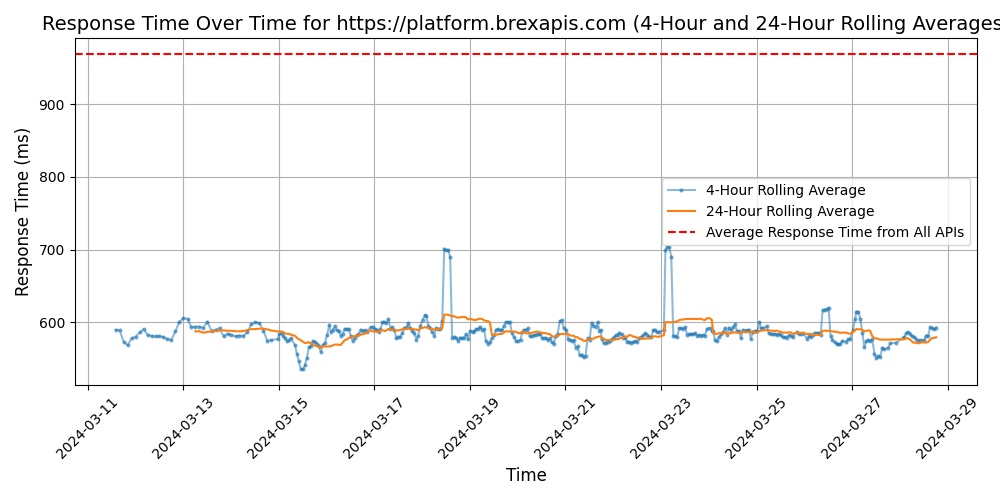 Response Time Over Time for https://platform.brexapis.com (4-Hour and 24-Hour Rolling Averages
Response Time (ms)
900
800
700
600
4-Hour Rolling Average
24-Hour Rolling Average
Average Response Time from All APIs
2024-03-11
2024-03-13
2024-03-15
2024-03-17
2024-03-19
2024-03-21
2024-03-23
2024-03-25
2024-03-27
2024-03-29
Time